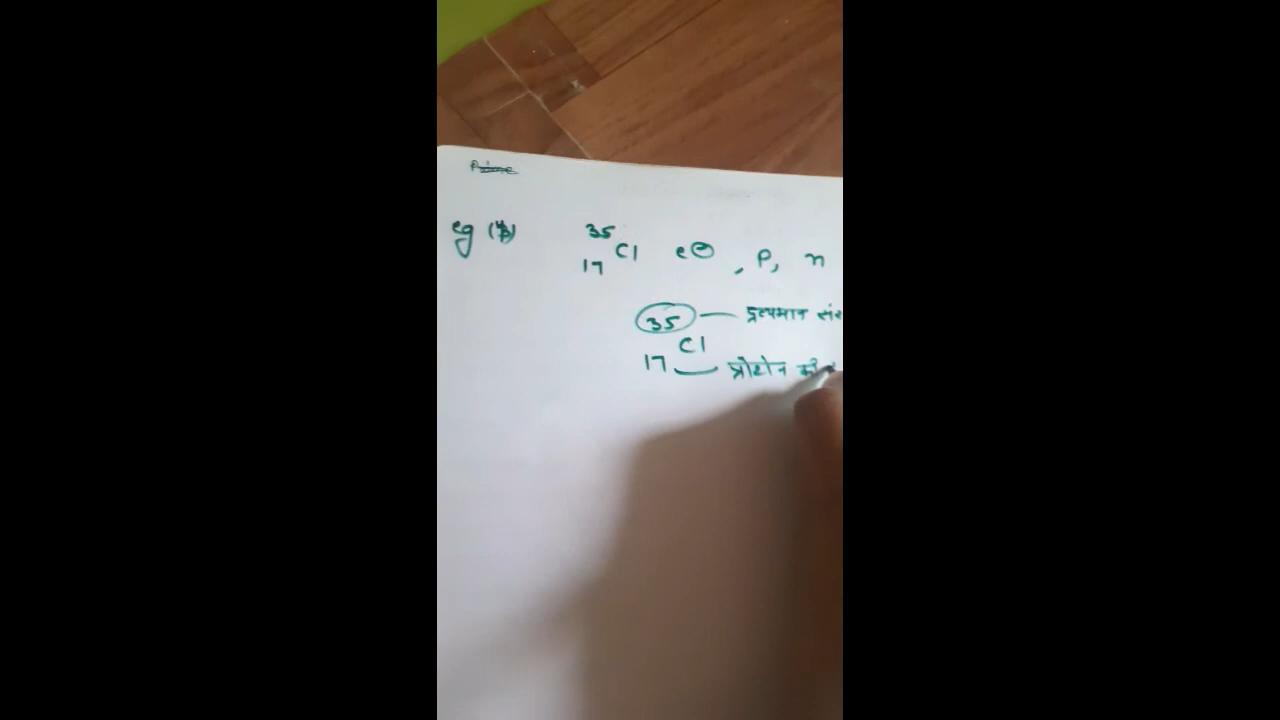 eg
35
17 Cl e⊖, P, n
35 — द्रव्यमान सं
Cl
17 — प्रोटोन की